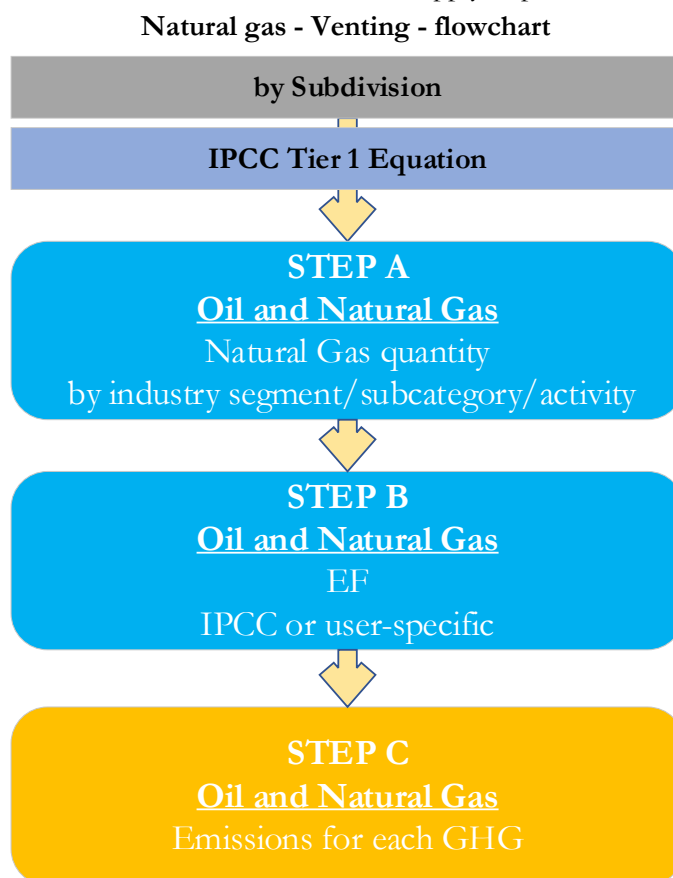 Natural gas - Venting - flowchart
by Subdivision
IPCC Tier 1 Equation
STEP A
Oil and Natural Gas
Natural Gas quantity
by industry segment/subcategory/activity
STEP B
Oil and Natural Gas
EF
IPCC or user-specific
STEP C
Oil and Natural Gas
Emissions for each GHG